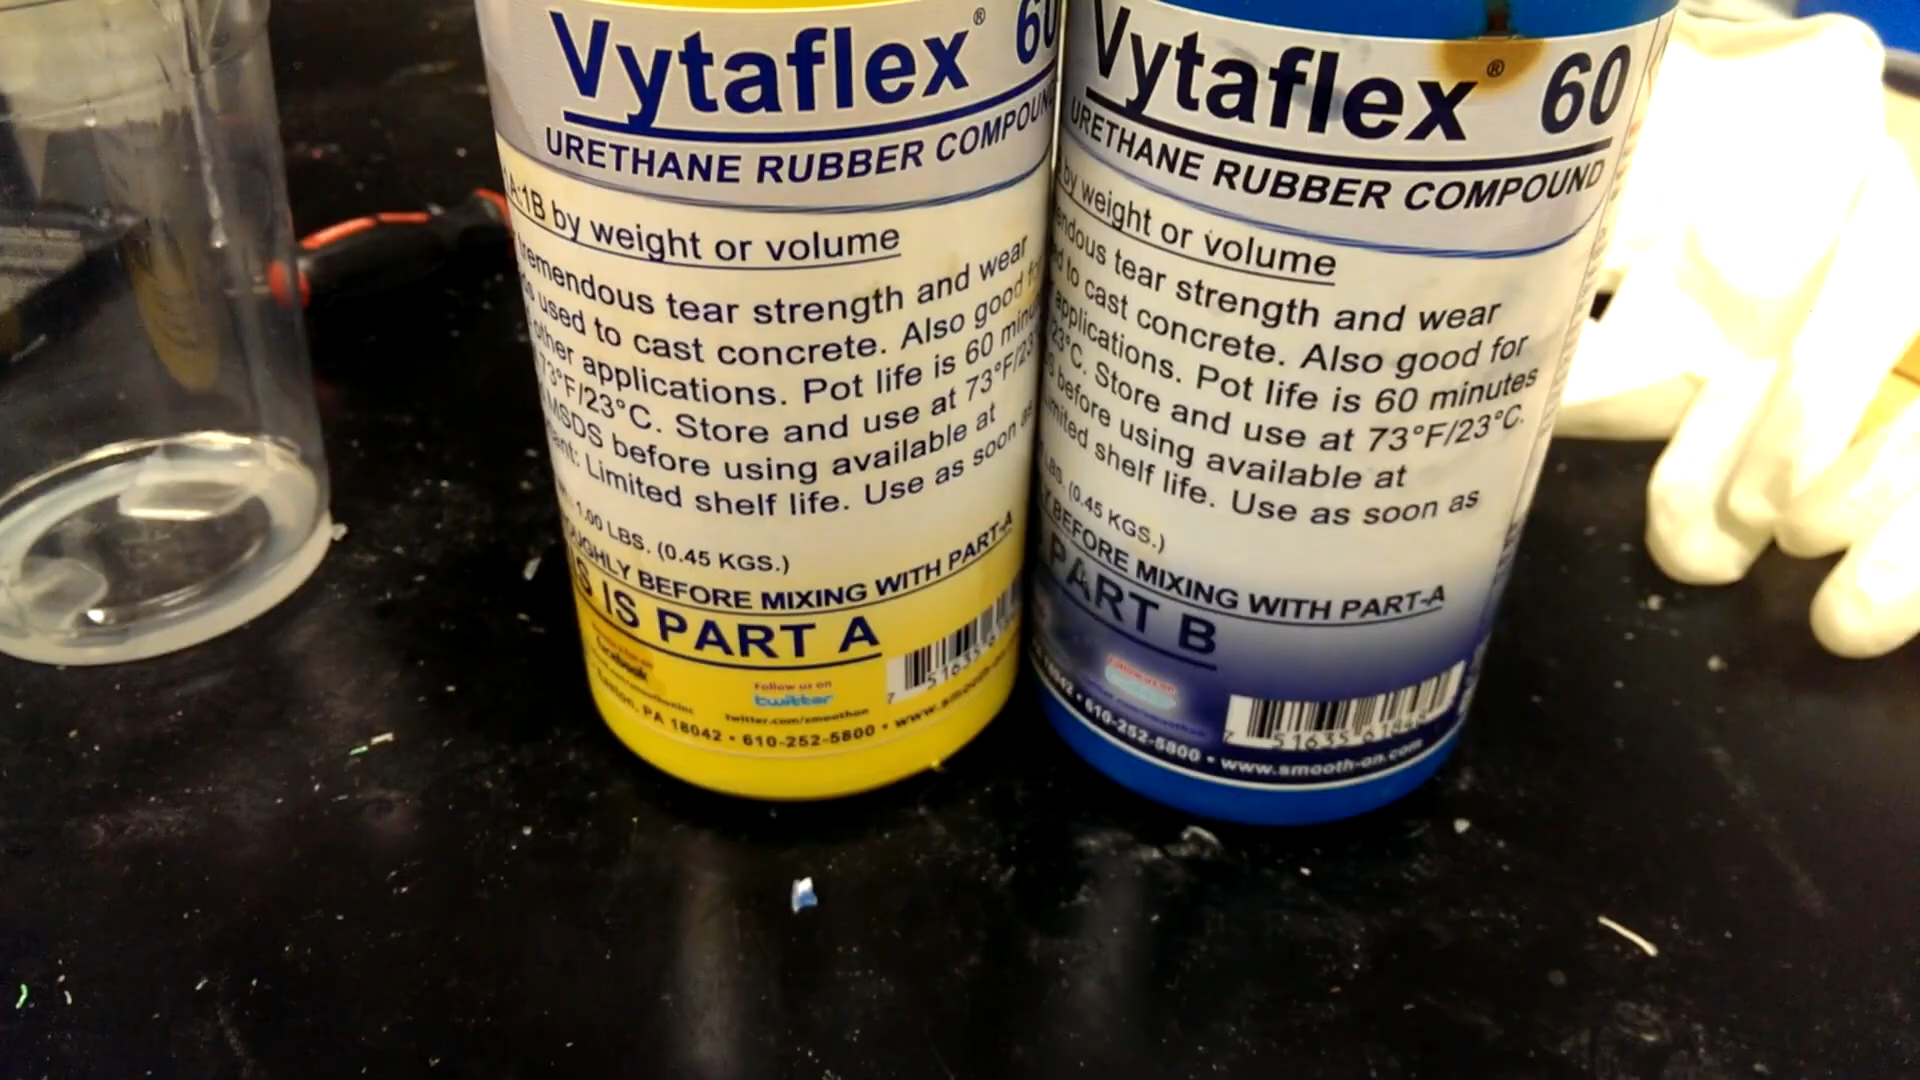 Vytaflex® 60
URETHANE RUBBER COMPOUND
A:1B by weight or volume
tremendous tear strength and wear
used to cast concrete. Also good
other applications. Pot life is 60
73°F/23°C. Store and use at 73°F/23
MSDS before using available at
Limited shelf life. Use as soon as
1.00 LBS. (0.45 KGS.)
BEFORE MIXING WITH PART-A
IS PART A
facebook
Follow us on
twitter
twitter.com/smoothon
Easton, PA 18042 • 610-252-5800 • www.smooth-on
Vytaflex® 60
URETHANE RUBBER COMPOUND
by weight or volume
tear strength and wear
to cast concrete. Also good for
applications. Pot life is 60 minutes
23°C. Store and use at 73°F/23°C.
before using available at
shelf life. Use as soon as
LBS. (0.45 KGS.)
BEFORE MIXING WITH PART-A
PART B
Follow us on
18042 • 610-252-5800 • www.smooth-on.com